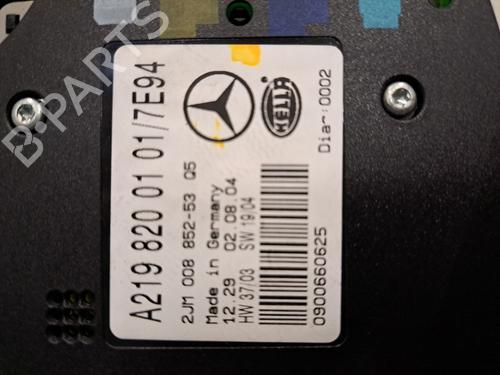 A219 820 01 01/7E94
2JM 008 852-53 Q5
Made in Germany
12.29 02.08.04
HW 37/03 SW 19/04
HELLA
Dia~:0002
0900660625
B-PARTS